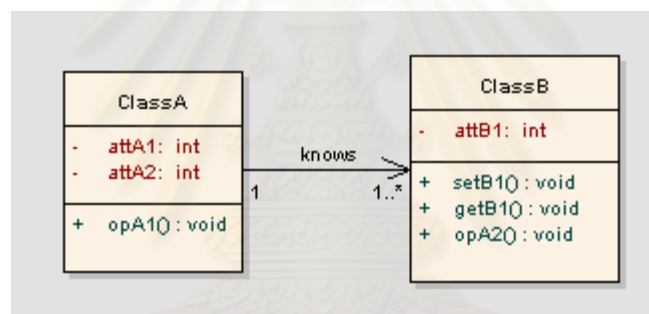 ClassA
- attA1: int
- attA2: int
+ opA1() : void
knows
1
1..*
ClassB
- attB1: int
+ setB1() : void
+ getB1() : void
+ opA2() : void